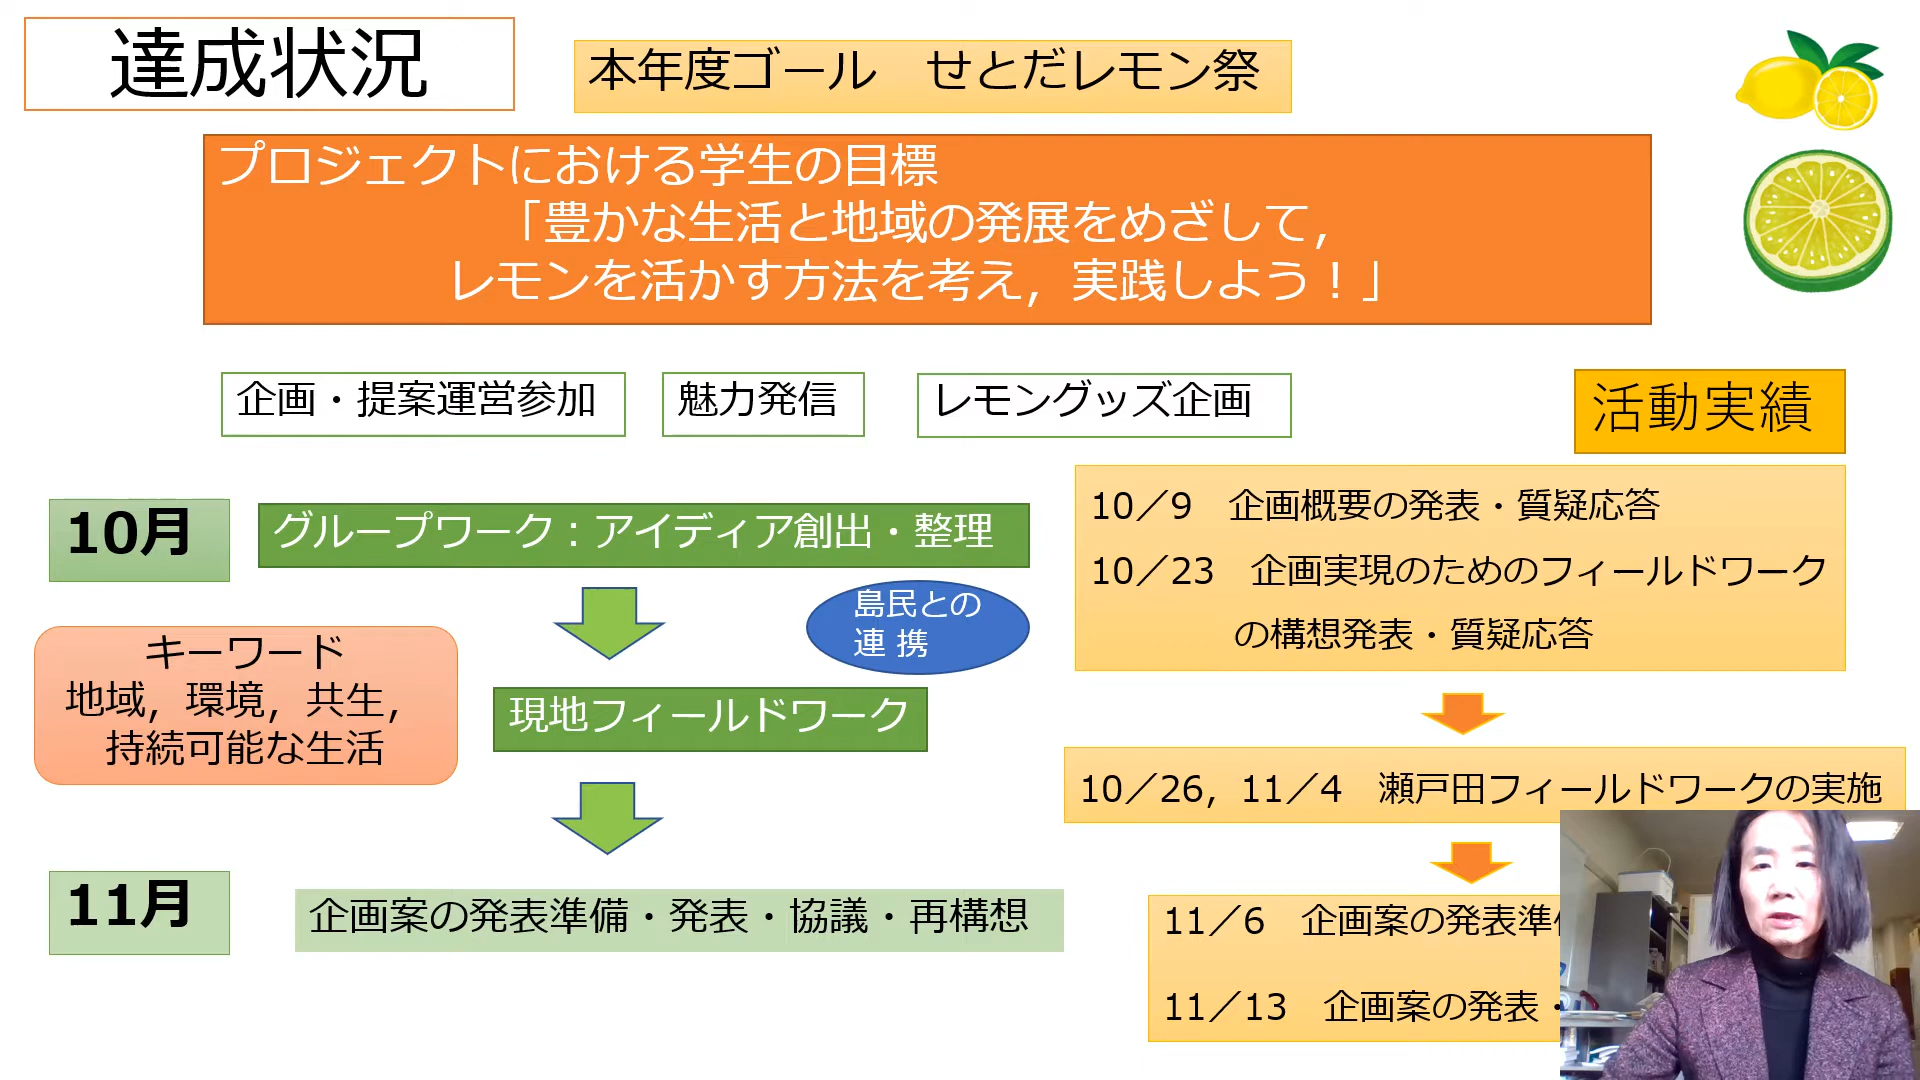 達成状況
本年度ゴール　せとだレモン祭
プロジェクトにおける学生の目標
「豊かな生活と地域の発展をめざして，
レモンを活かす方法を考え，実践しよう！」
企画・提案運営参加
魅力発信
レモングッズ企画
活動実績
10月
グループワーク：アイディア創出・整理
島民との
連 携
キーワード
地域，環境，共生，
持続可能な生活
現地フィールドワーク
11月
企画案の発表準備・発表・協議・再構想
10／9　企画概要の発表・質疑応答
10／23　企画実現のためのフィールドワーク
の構想発表・質疑応答
10／26，11／4　瀬戸田フィールドワークの実施
11／6　企画案の発表準
11／13　企画案の発表・